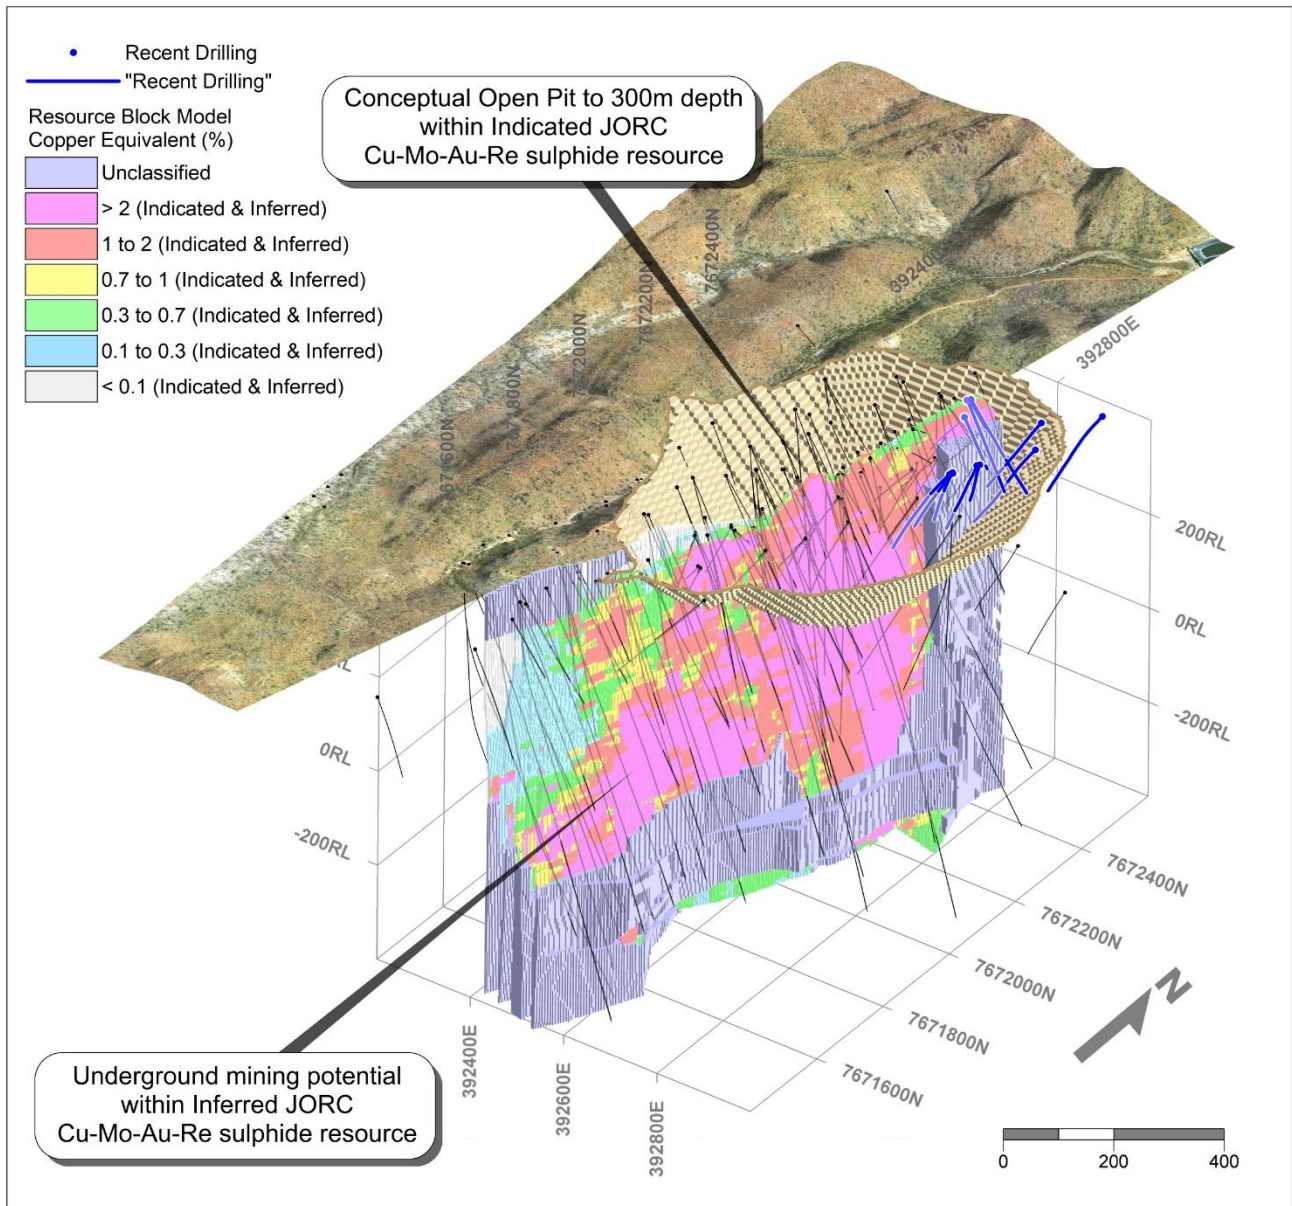 Recent Drilling
"Recent Drilling"
Resource Block Model
Copper Equivalent (%)
Unclassified
> 2 (Indicated & Inferred)
1 to 2 (Indicated & Inferred)
0.7 to 1 (Indicated & Inferred)
0.3 to 0.7 (Indicated & Inferred)
0.1 to 0.3 (Indicated & Inferred)
< 0.1 (Indicated & Inferred)
Conceptual Open Pit to 300m depth
within Indicated JORC
Cu-Mo-Au-Re sulphide resource
7671600N
7671800N
7672000N
7672200N
7672400N
392800E
200RL
0RL
-200RL
0RL
-200RL
7672400N
7672200N
7672000N
7671800N
7671600N
392400E
392600E
392800E
N
Underground mining potential
within Inferred JORC
Cu-Mo-Au-Re sulphide resource
0 200 400